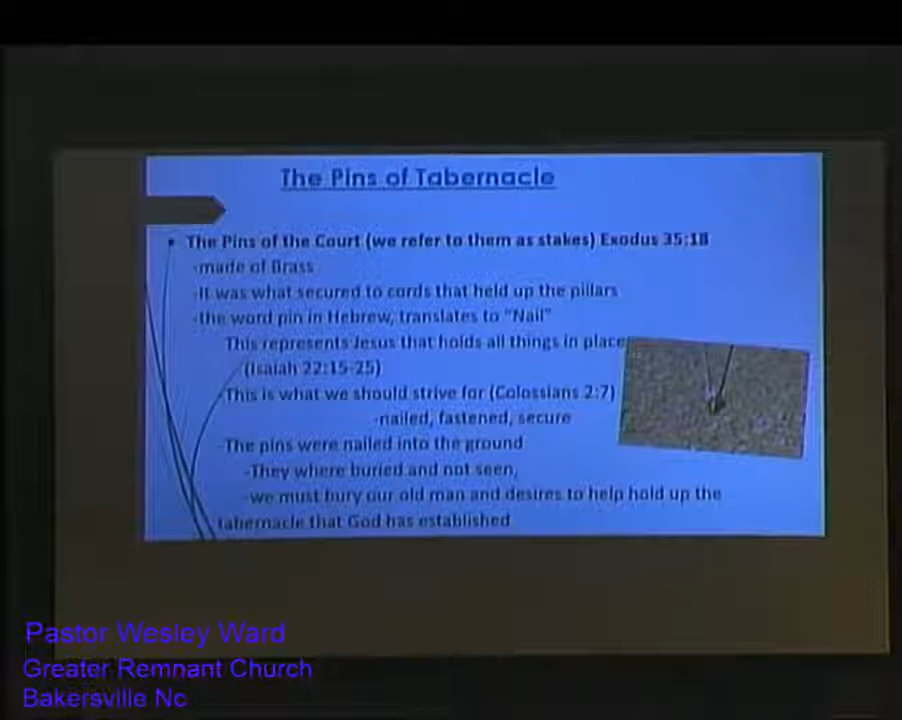 The Pins of Tabernacle
• The Pins of the Court (we refer to them as stakes) Exodus 35:18
-made of Brass
-It was what secured to cords that held up the pillars
-the word pin in Hebrew, translates to "Nail"
This represents Jesus that holds all things in place
(Isaiah 22:15-25)
-This is what we should strive for (Colossians 2:7)
-nailed, fastened, secure
-The pins were nailed into the ground
-They where buried and not seen,
-we must bury our old man and desires to help hold up the
tabernacle that God has established
Pastor Wesley Ward
Greater Remnant Church
Bakersville Nc